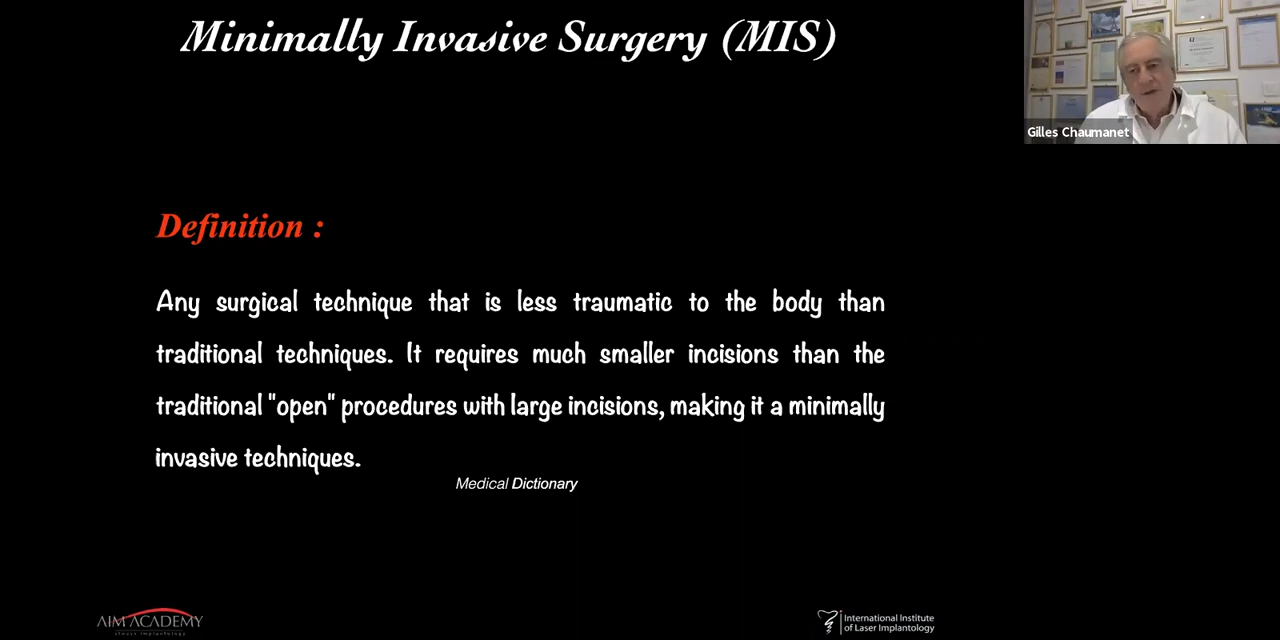 Minimally Invasive Surgery (MIS)
Gilles Chaumanet
Definition :
Any surgical technique that is less traumatic to the body than
traditional techniques. It requires much smaller incisions than the
traditional "open" procedures with large incisions, making it a minimally
invasive techniques.
Medical Dictionary
AIM ACADEMY
International Institute
of Laser Implantology